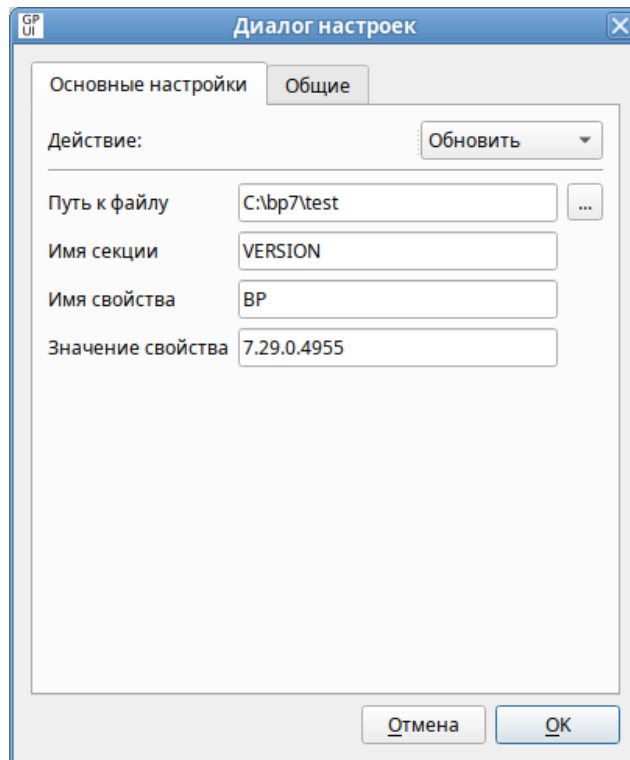 GP UI Диалог настроек
Основные настройки Общие
Действие: Обновить
Путь к файлу C:\bp7\test ...
Имя секции VERSION
Имя свойства BP
Значение свойства 7.29.0.4955
Отмена OK